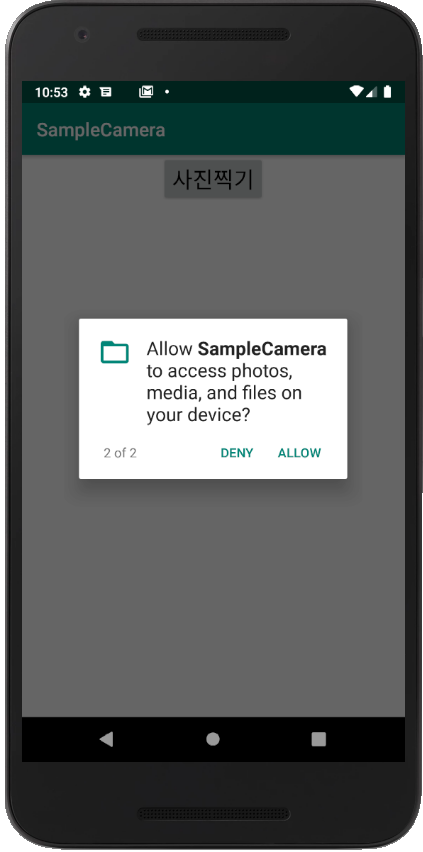 10:53
SampleCamera
사진찍기
Allow SampleCamera
to access photos,
media, and files on
your device?
2 of 2 DENY ALLOW